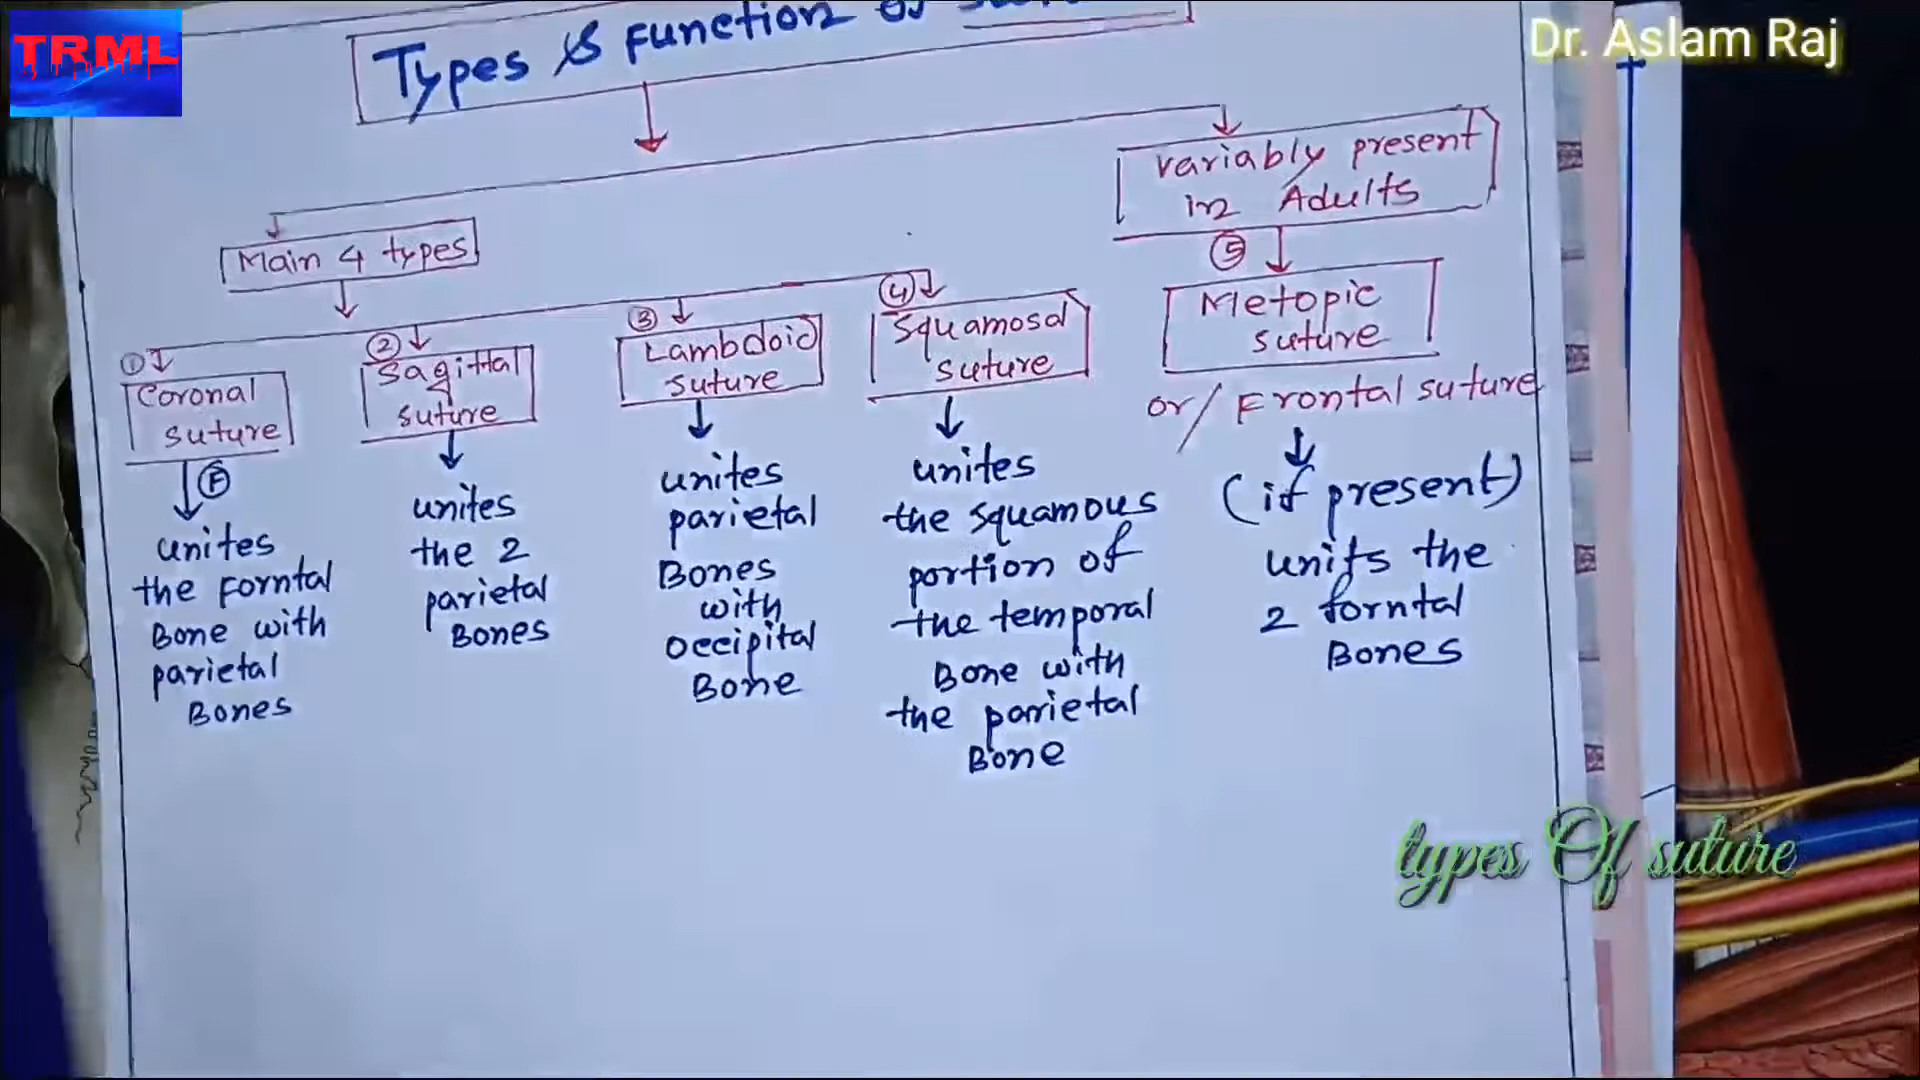 TRML
Dr. Aslam Raj
Types & function of
Main 4 types
variably present
in Adults
1
Coronal
suture
F
unites
the Forntal
Bone with
parietal
Bones
2
Sagittal
suture
unites
the 2
parietal
Bones
3
Lambdoid
suture
unites
parietal
Bones
with
occipital
Bone
4
Squamosal
suture
unites
the squamous
portion of
the temporal
Bone with
the parietal
Bone
5
Metopic
suture
or / Frontal suture
(if present)
units the
2 forntal
Bones
types Of suture